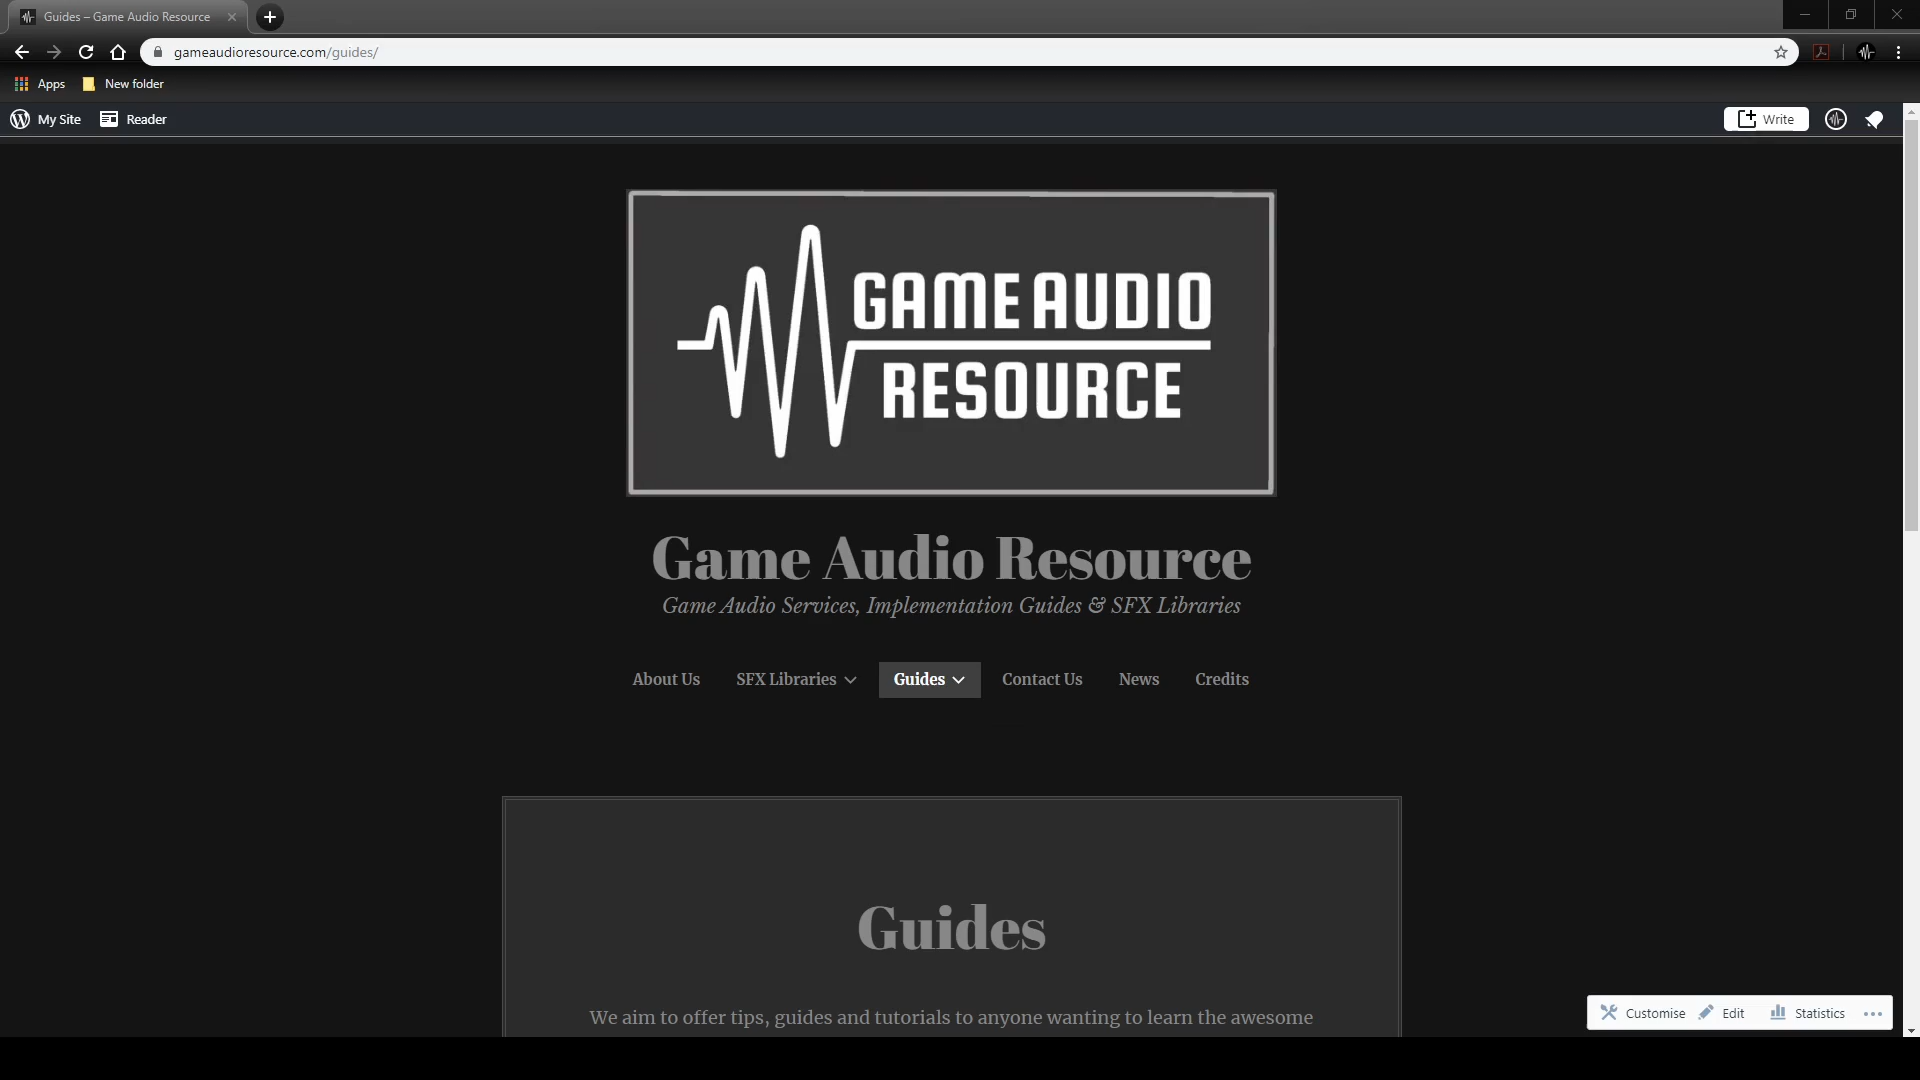 Guides – Game Audio Resource
gameaudioresource.com/guides/
Apps New folder
My Site Reader Write
GAME AUDIO
RESOURCE
Game Audio Resource
Game Audio Services, Implementation Guides & SFX Libraries
About Us SFX Libraries Guides Contact Us News Credits
Guides
We aim to offer tips, guides and tutorials to anyone wanting to learn the awesome
Customise Edit Statistics